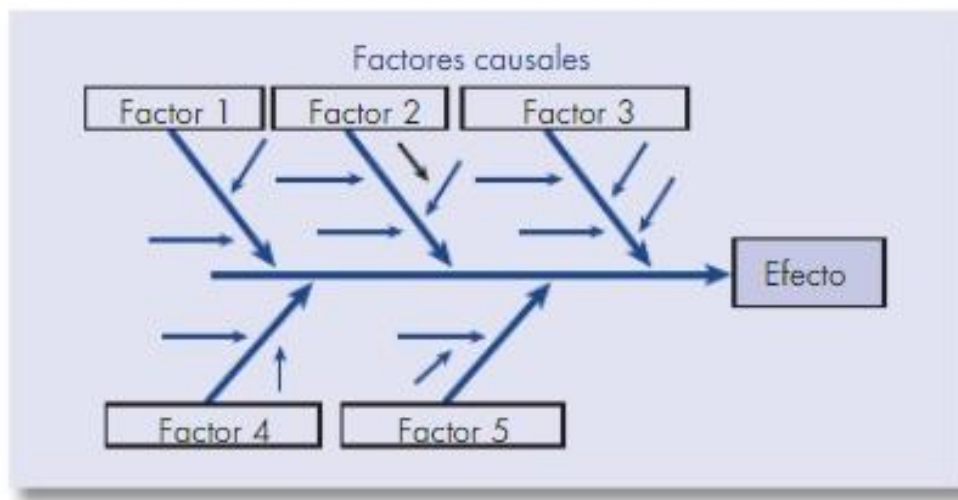 Factores causales
Factor 1
Factor 2
Factor 3
Efecto
Factor 4
Factor 5